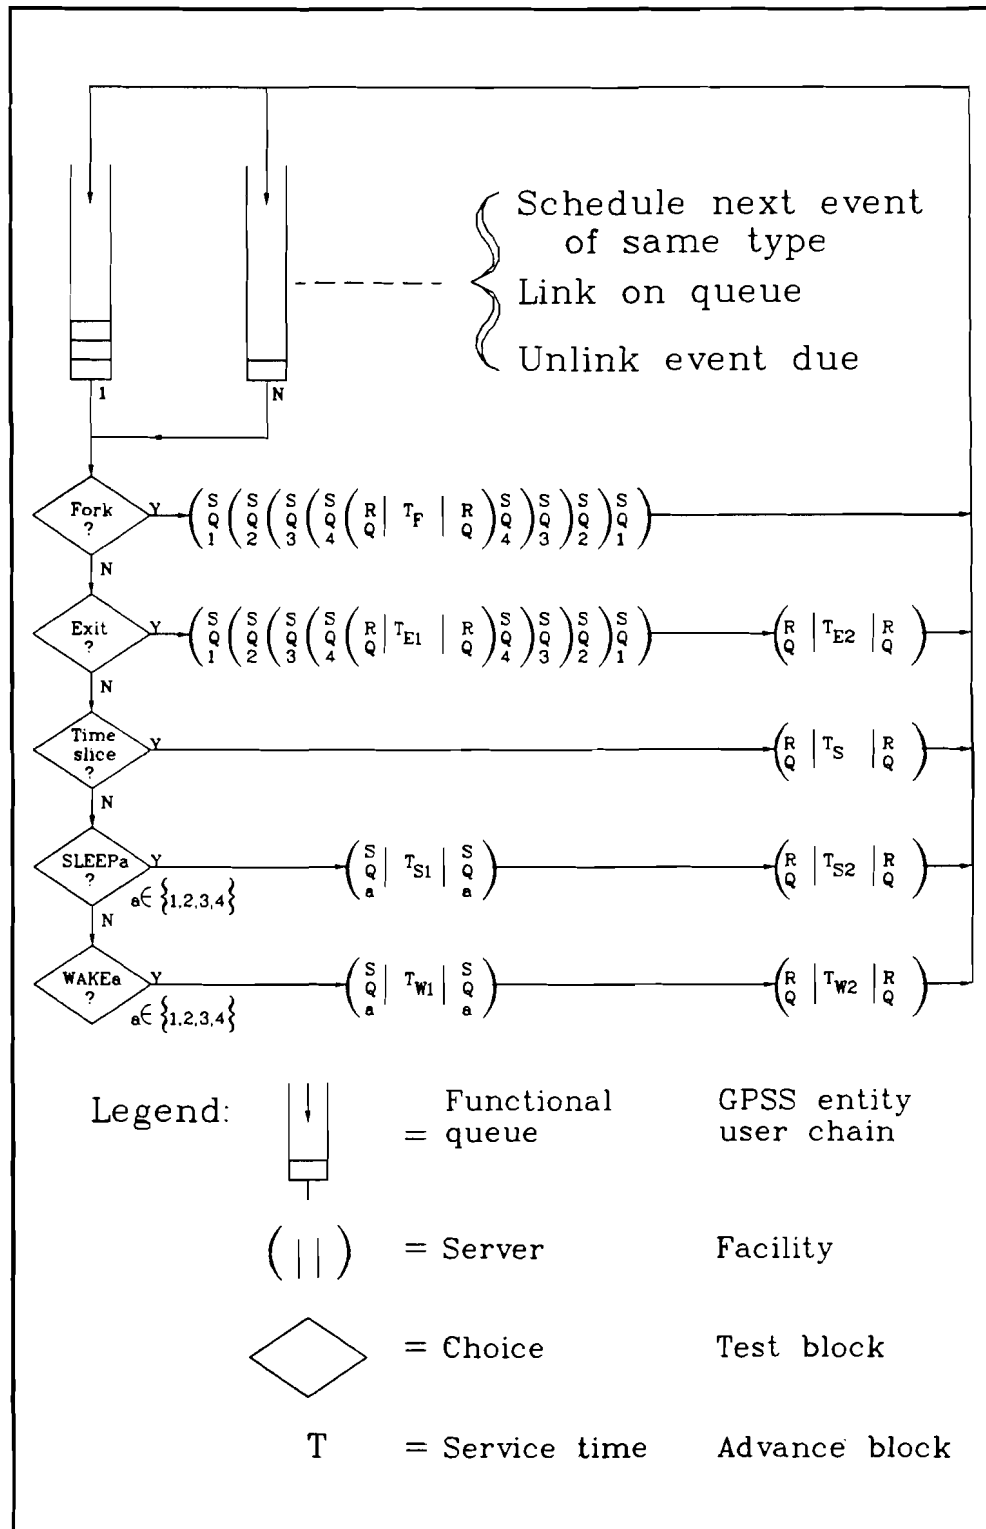 Schedule next event
of same type
Link on queue
Unlink event due
1
N
Fork
?
Y
N
S Q 1 ( S Q 2 ( S Q 3 ( S Q 4 ( R Q | T_F | R Q ) S Q 4 ) S Q 3 ) S Q 2 ) S Q 1 )
Exit
?
Y
N
S Q 1 ( S Q 2 ( S Q 3 ( S Q 4 ( R Q | T_E1 | R Q ) S Q 4 ) S Q 3 ) S Q 2 ) S Q 1 )
( R Q | T_E2 | R Q )
Time
slice
?
Y
N
( R Q | T_S | R Q )
SLEEPa
?
Y
a∈ {1,2,3,4}
N
( S Q a | T_S1 | S Q a )
( R Q | T_S2 | R Q )
WAKEa
?
Y
a∈ {1,2,3,4}
( S Q a | T_W1 | S Q a )
( R Q | T_W2 | R Q )
Legend:
= Functional queue
GPSS entity
user chain
( | | ) = Server
Facility
= Choice
Test block
T = Service time
Advance block